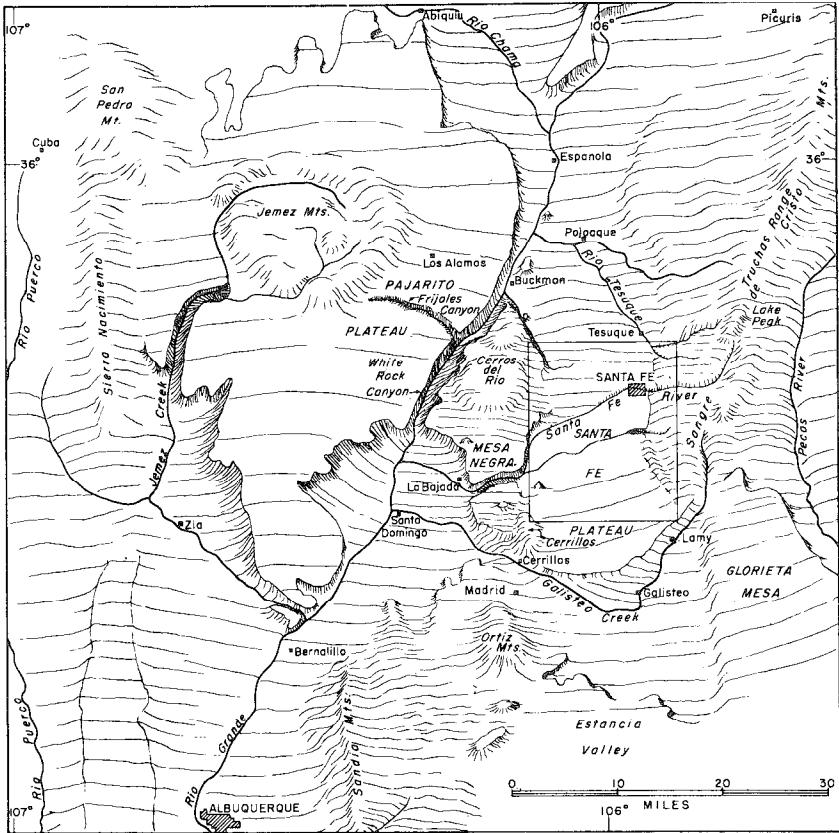 107°
Abiquiu
Rio Chama
106°
Picuris
San
Pedro
Mt.
Mts.
Cuba
36°
Espanola
36°
Jemez Mts.
Pojoaque
Truchas Range
de Cristo
Los Alamos
Rio
Tesuque
Rio Puerco
Sierra Nacimiento
PAJARITO
Buckman
Frijoles
Canyon
PLATEAU
Tesuque
Lake
Peak
White
Rock
Canyon
Cerros
del
Rio
SANTA FE
Santa Fe River
Sangre
Pecos River
Jemez Creek
SANTA
MESA
NEGRA
La Bajada
FE
Zia
Santa
Domingo
PLATEAU
Cerrillos
Lamy
Cerrillos
GLORIETA
MESA
Madrid
Galisteo
Creek
Galisteo
Bernalillo
Ortiz
Mts.
Rio Puerco
Rio Grande
Sandia Mts.
Estancia
Valley
0 10 20 30
MILES
107°
ALBUQUERQUE
106°